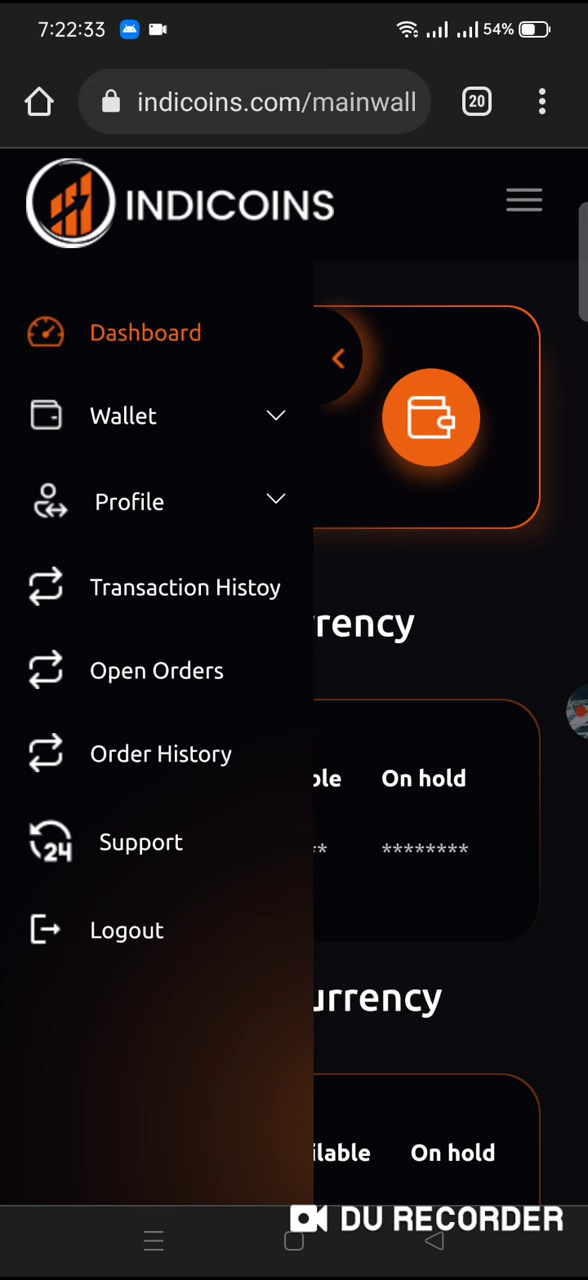 7:22:33
54%
indicoins.com/mainwall
20
INDICOINS
Dashboard
Wallet
Profile
Transaction Histoy
Open Orders
Order History
24
Support
Logout
rrency
ble On hold
** ********
urrency
ilable On hold
DU RECORDER